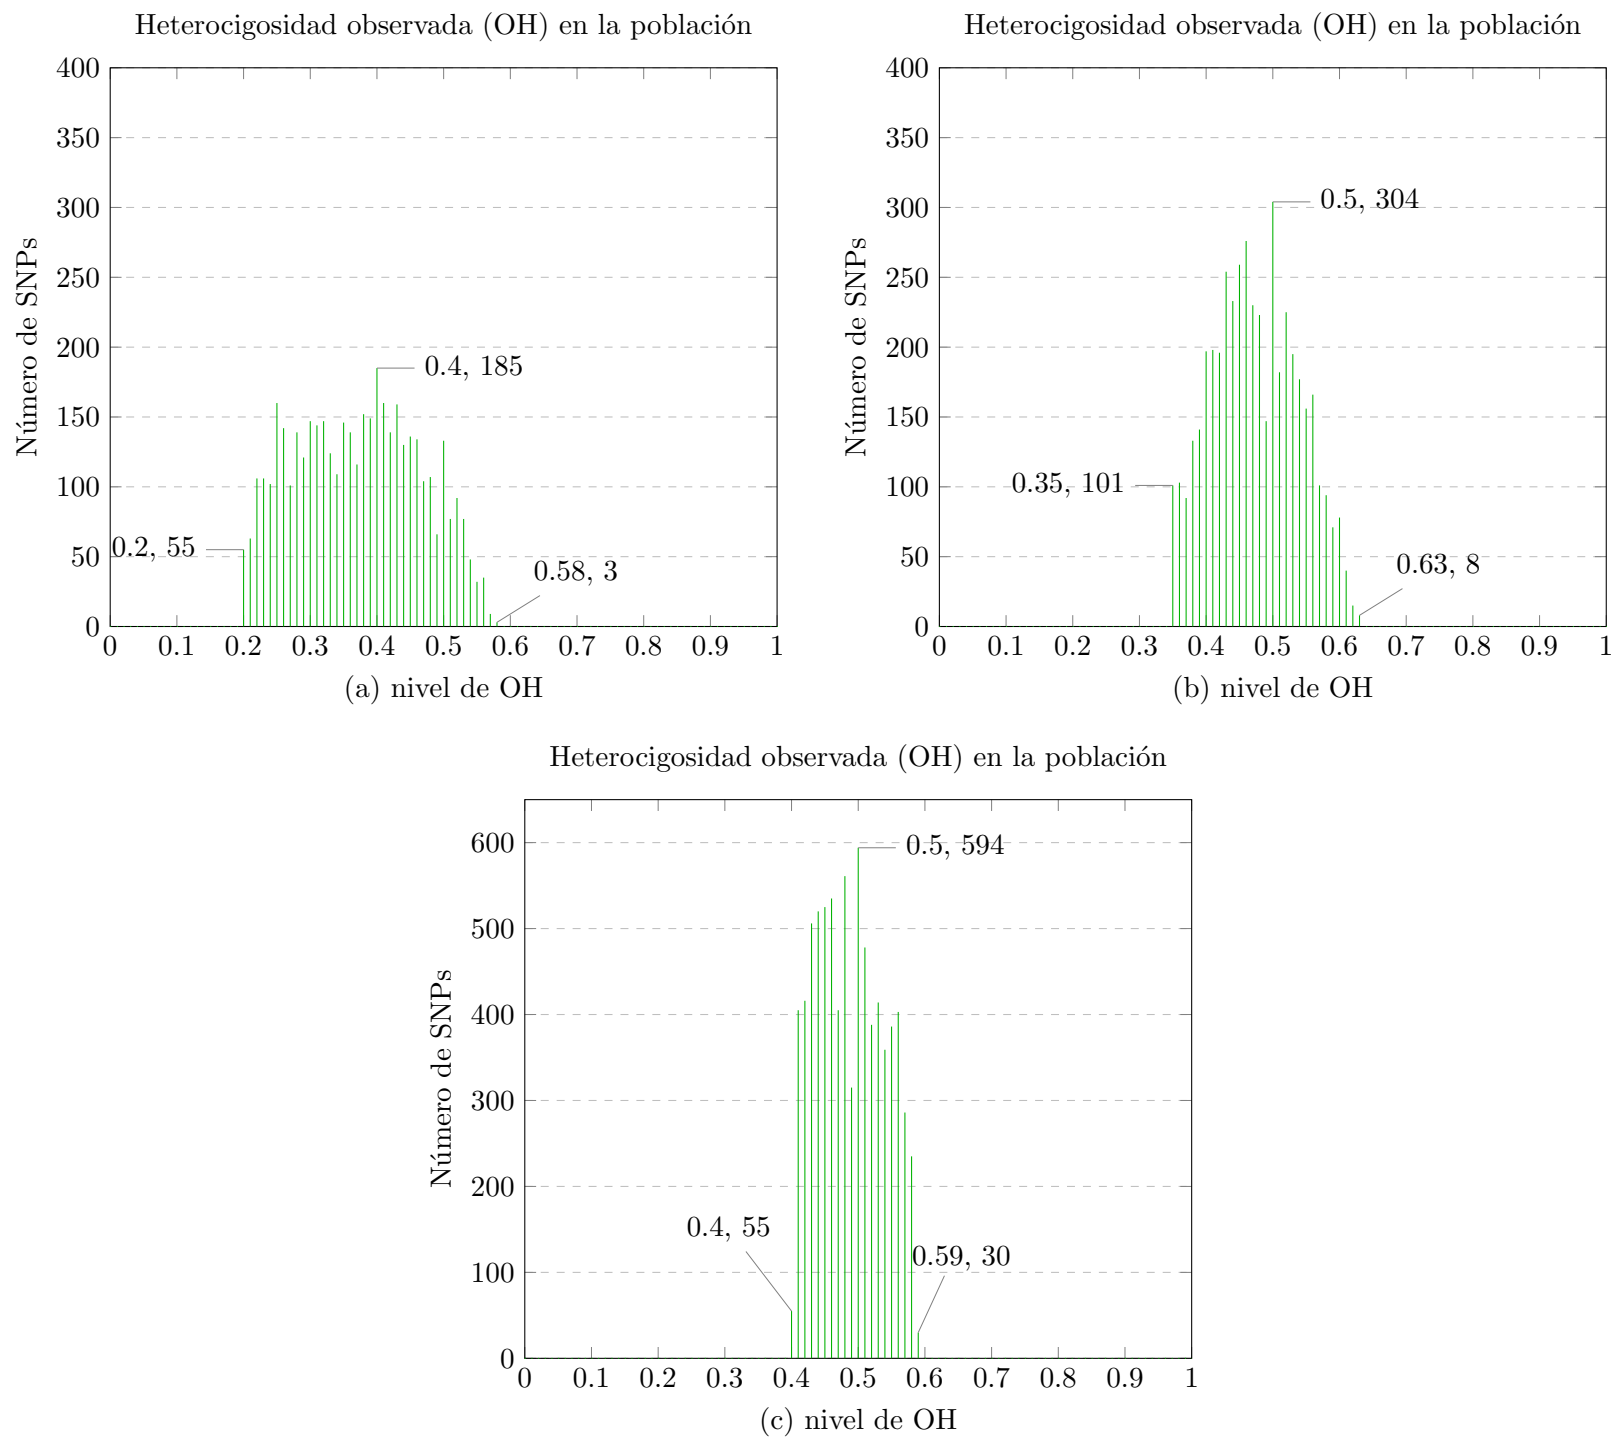 Heterocigosidad observada (OH) en la población
400
350
300
250
200
150
100
50
0
Número de SNPs
0.4, 185
0.2, 55
0.58, 3
0 0.1 0.2 0.3 0.4 0.5 0.6 0.7 0.8 0.9 1
(a) nivel de OH
Heterocigosidad observada (OH) en la población
400
350
300
250
200
150
100
50
0
Número de SNPs
0.5, 304
0.35, 101
0.63, 8
0 0.1 0.2 0.3 0.4 0.5 0.6 0.7 0.8 0.9 1
(b) nivel de OH
Heterocigosidad observada (OH) en la población
600
500
400
300
200
100
0
Número de SNPs
0.5, 594
0.4, 55
0.59, 30
0 0.1 0.2 0.3 0.4 0.5 0.6 0.7 0.8 0.9 1
(c) nivel de OH